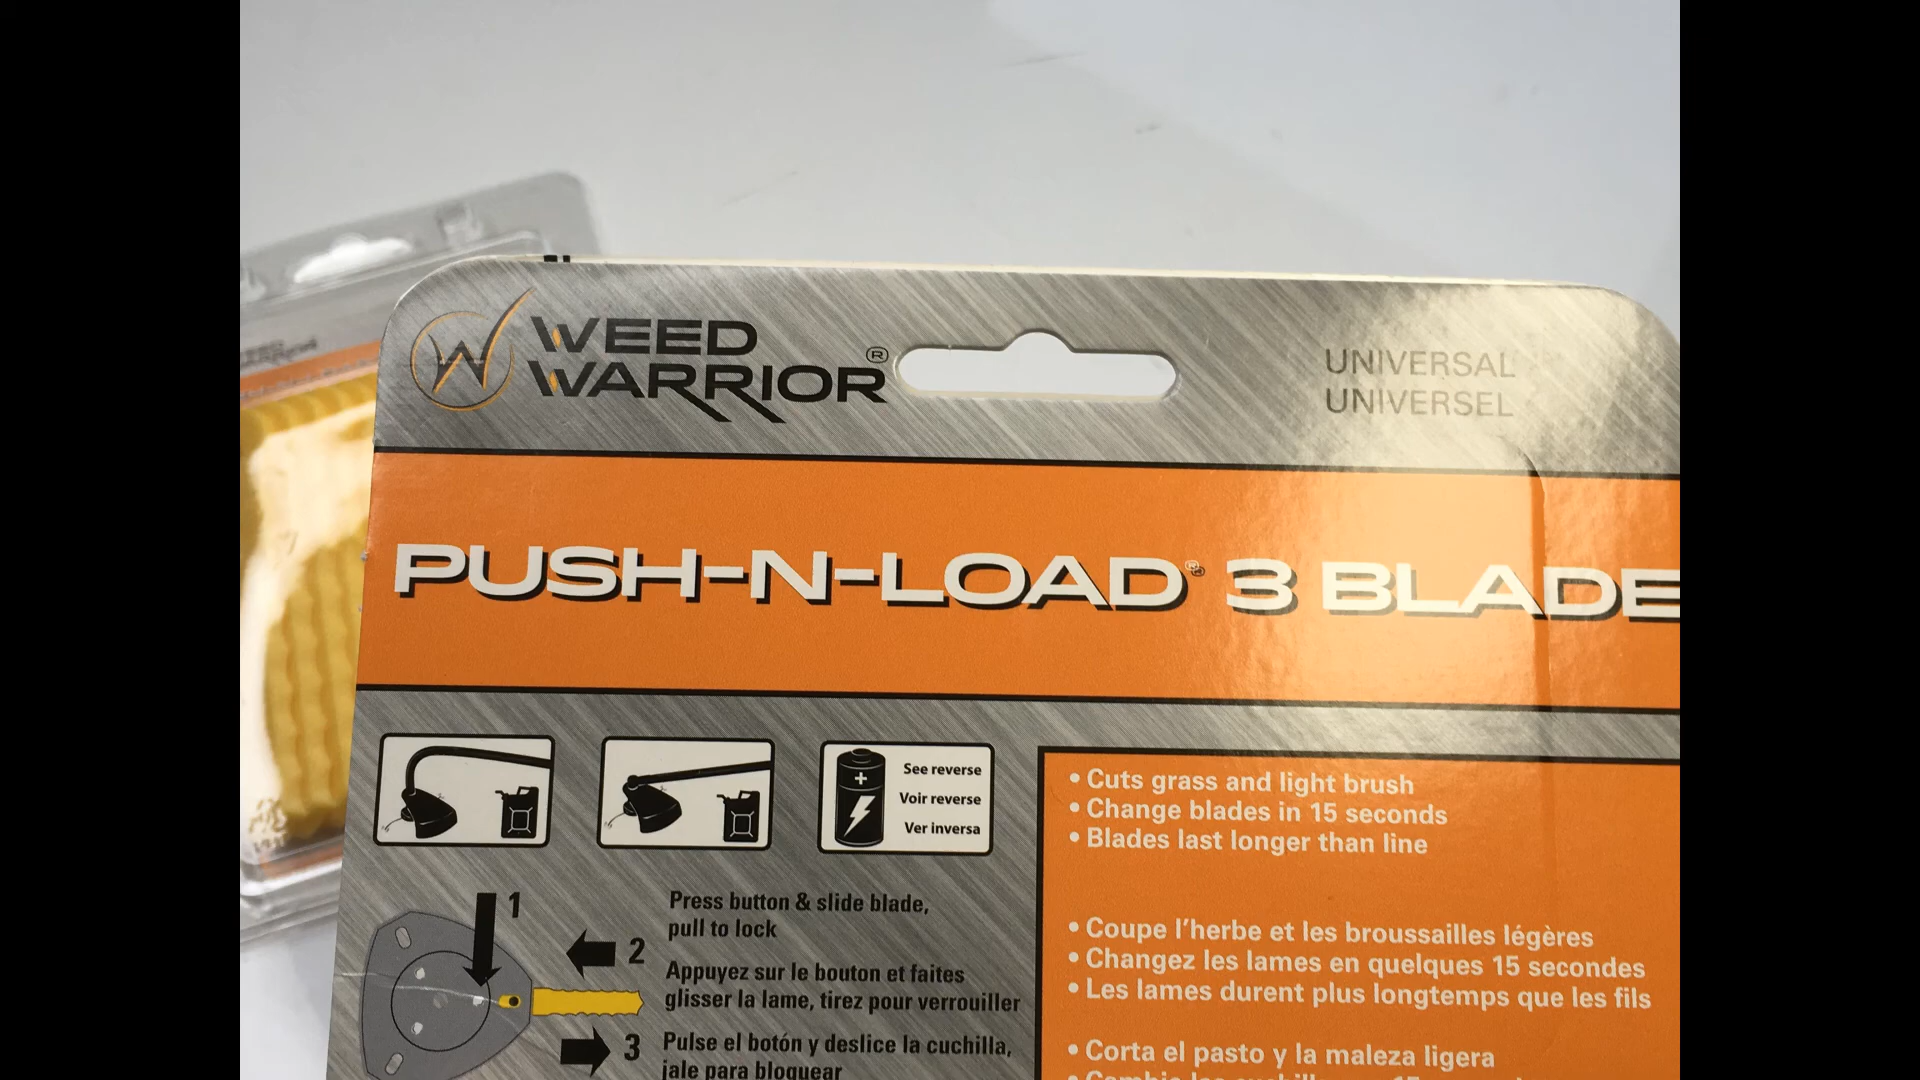 WEED
WARRIOR®
UNIVERSAL
UNIVERSEL
PUSH-N-LOAD® 3 BLADE
See reverse
Voir reverse
Ver inversa
• Cuts grass and light brush
• Change blades in 15 seconds
• Blades last longer than line
1
2
3
Press button & slide blade,
pull to lock
Appuyez sur le bouton et faites
glisser la lame, tirez pour verrouiller
Pulse el botón y deslice la cuchilla,
jale para bloquear
• Coupe l'herbe et les broussailles légères
• Changez les lames en quelques 15 secondes
• Les lames durent plus longtemps que les fils
• Corta el pasto y la maleza ligera